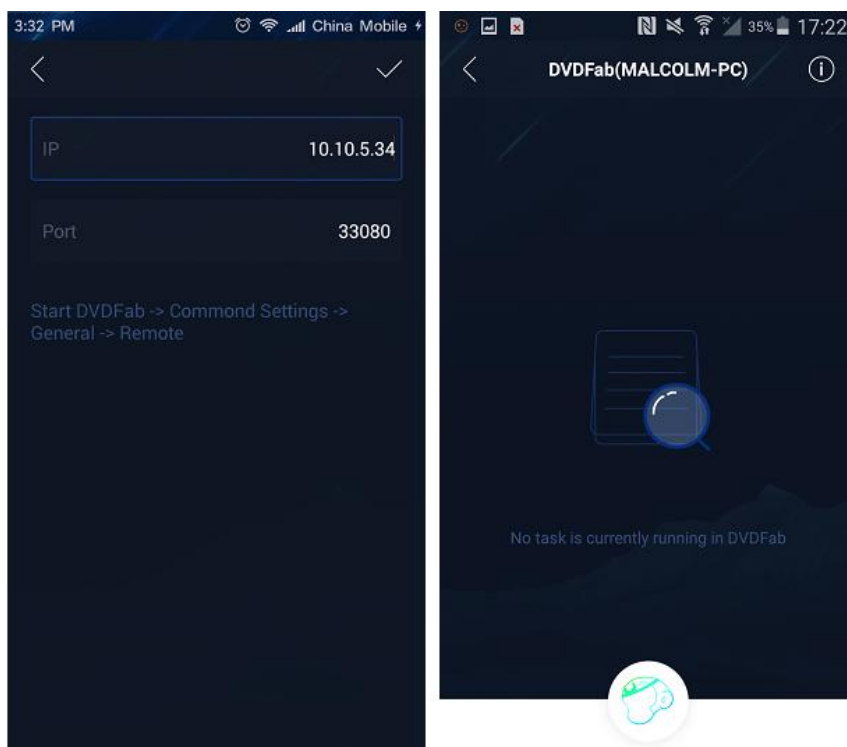 3:32 PM
China Mobile
IP
10.10.5.34
Port
33080
Start DVDFab -> Commond Settings ->
General -> Remote
35%
17:22
DVDFab(MALCOLM-PC)
No task is currently running in DVDFab